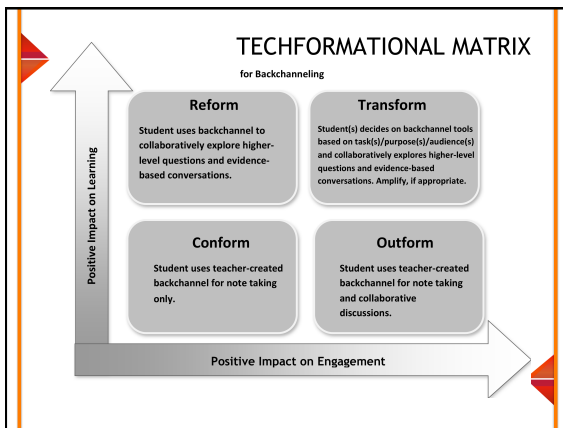 TECHFORMATIONAL MATRIX
for Backchanneling
Positive Impact on Learning
Reform
Student uses backchannel to
collaboratively explore higher-
level questions and evidence-
based conversations.
Transform
Student(s) decides on backchannel tools
based on task(s)/purpose(s)/audience(s)
and collaboratively explores higher-level
questions and evidence-based
conversations. Amplify, if appropriate.
Conform
Student uses teacher-created
backchannel for note taking
only.
Outform
Student uses teacher-created
backchannel for note taking
and collaborative
discussions.
Positive Impact on Engagement